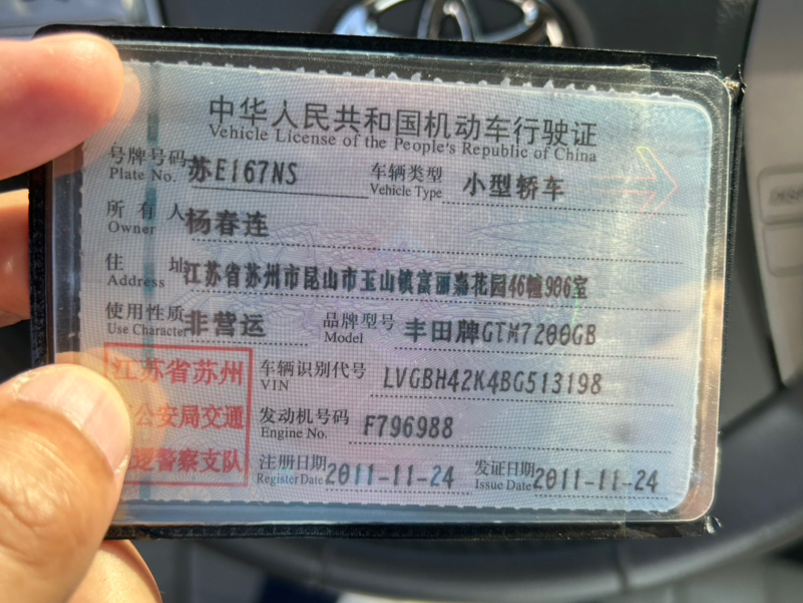 中华人民共和国机动车行驶证
Vehicle License of the People's Republic of China
号牌号码 苏E167NS 车辆类型 小型轿车
Plate No. Vehicle Type
所有人 杨春连
Owner
住址 江苏省苏州市昆山市玉山镇富丽嘉花园46幢906室
Address
使用性质 非营运 品牌型号 丰田牌GTM7200GB
Use Character Model
江苏省苏州 车辆识别代号 LVGBH42K4BG513198
VIN
公安局交通 发动机号码 F796988
Engine No.
警察支队 注册日期 2011-11-24 发证日期 2011-11-24
Register Date Issue Date